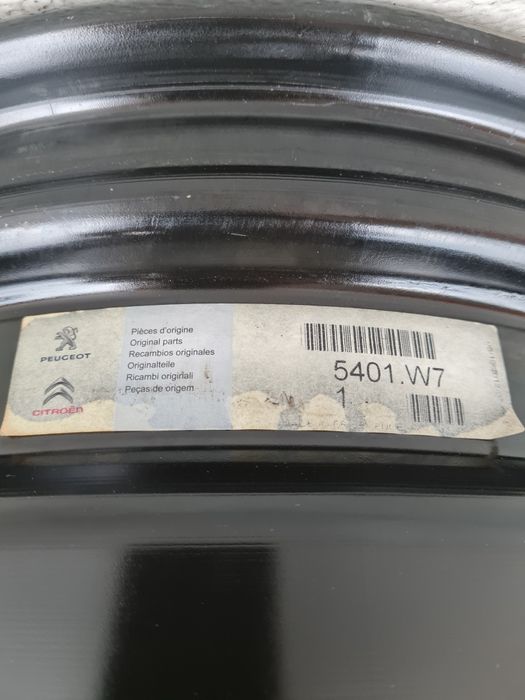 PEUGEOT
CITROËN
Pièces d'origine
Original parts
Recambios originales
Originalteile
Ricambi originali
Peças de origem
5401.W7
1